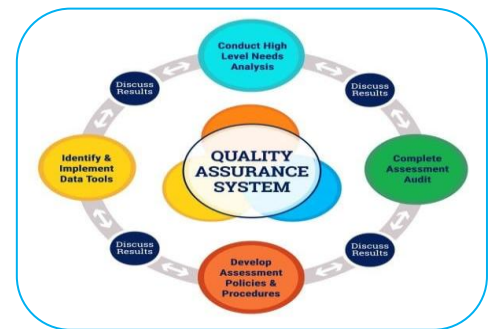 Conduct High
Level Needs
Analysis
Discuss
Results
Discuss
Results
Identify &
Implement
Data Tools
QUALITY
ASSURANCE
SYSTEM
Complete
Assessment
Audit
Discuss
Results
Discuss
Results
Develop
Assessment
Policies &
Procedures